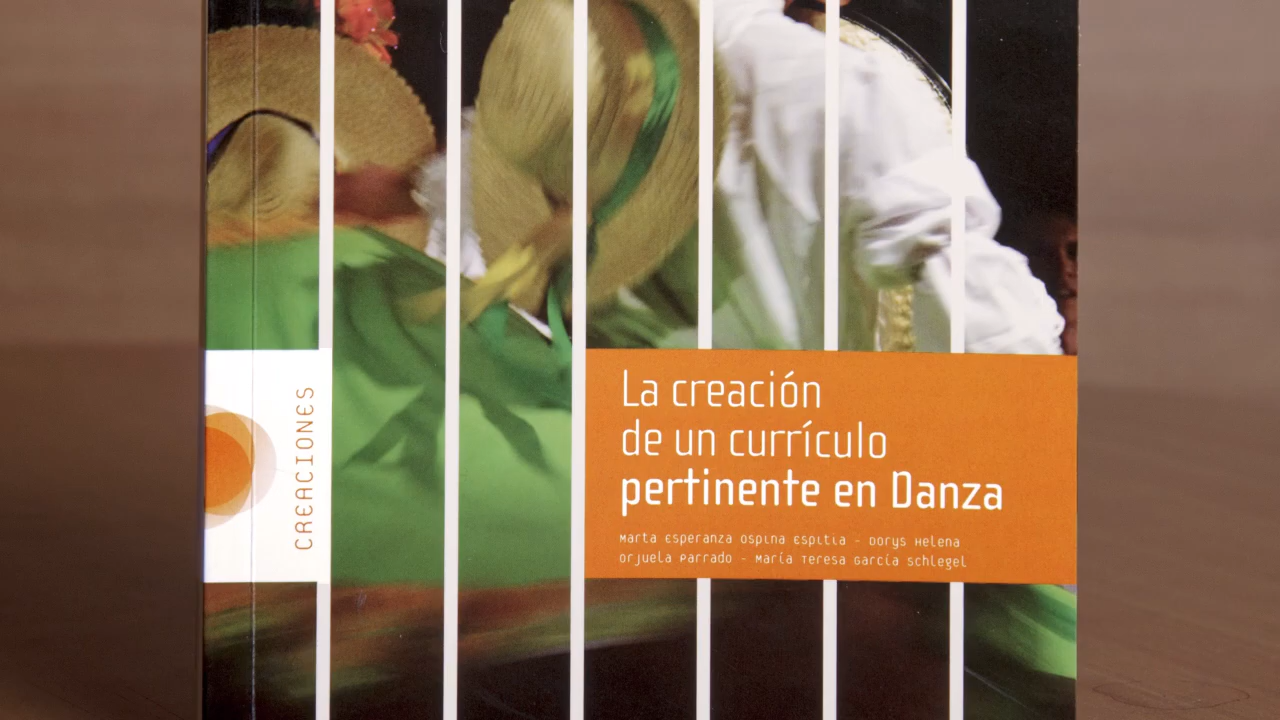 CREACIONES
La creación
de un currículo
pertinente en Danza
Marta Esperanza Ospina Espitia - Dorys Helena
Orjuela Parrado - María Teresa García Schlegel